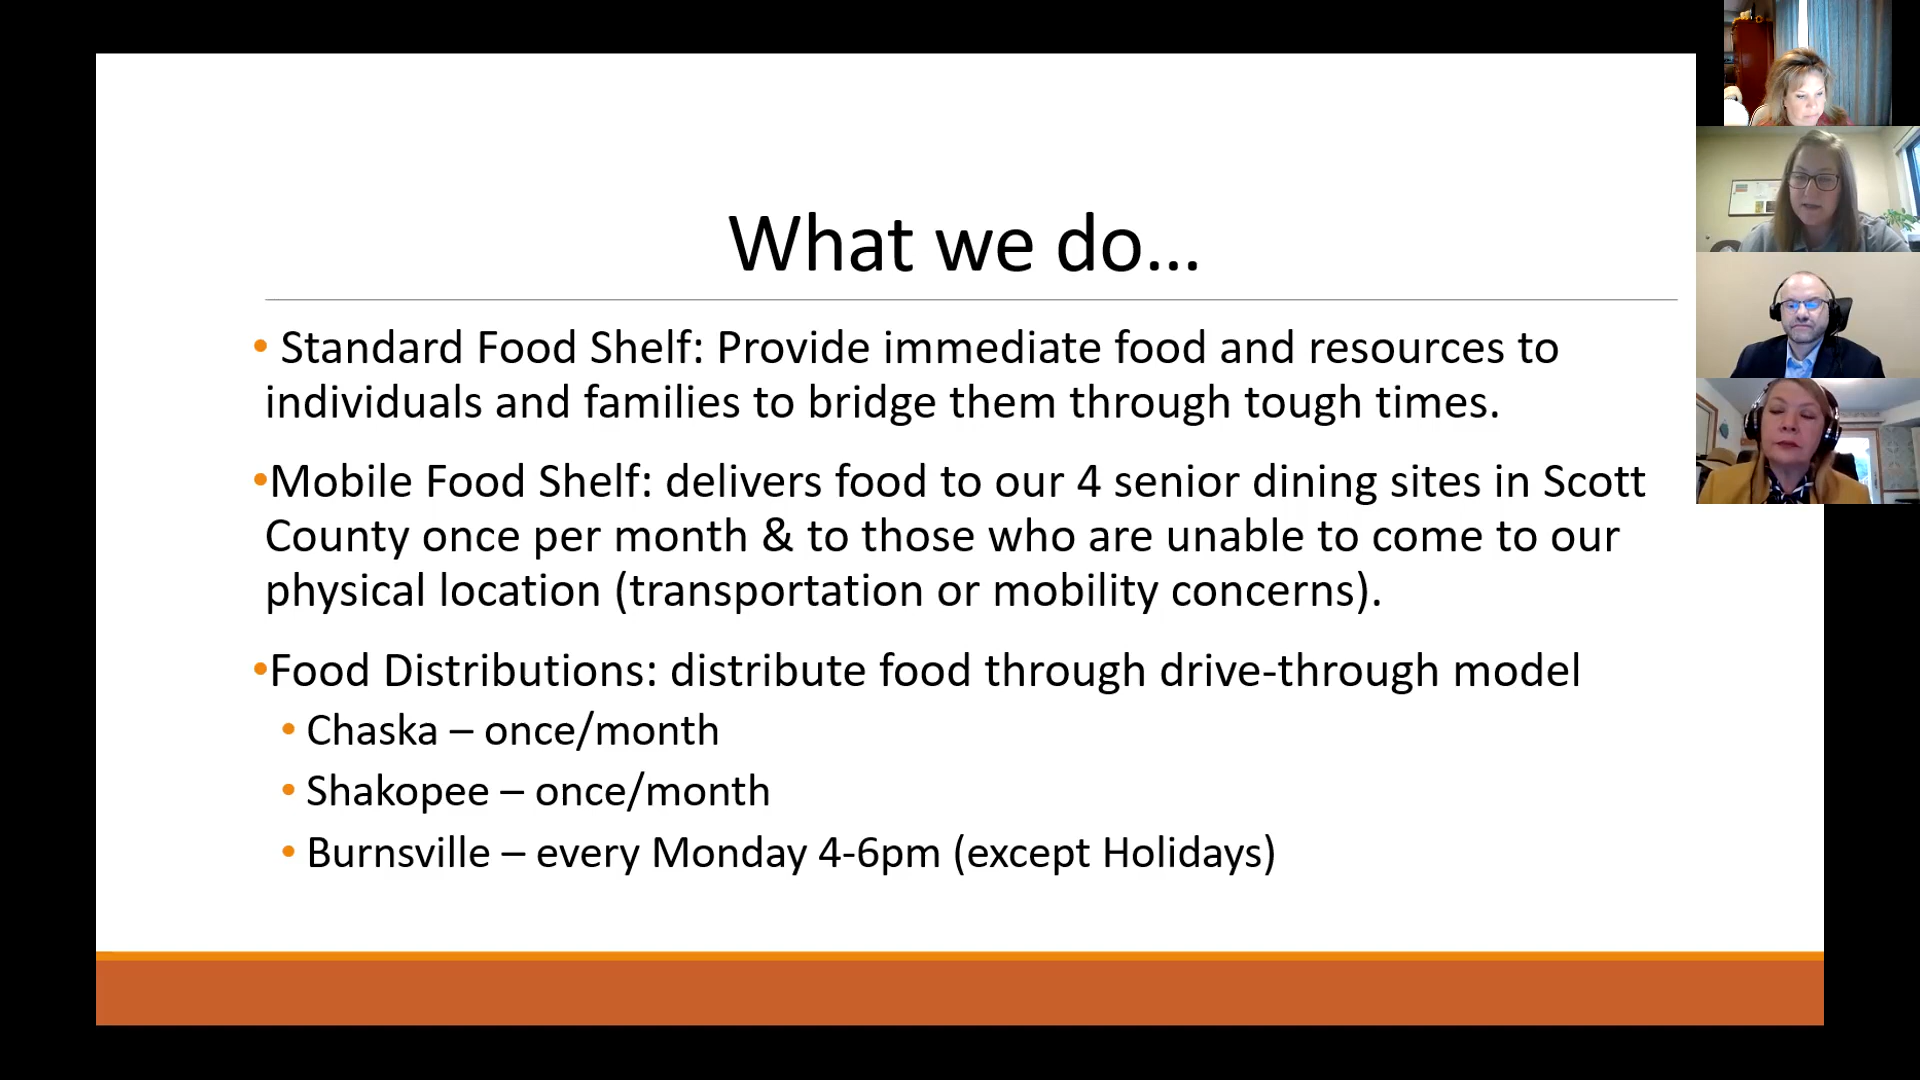 What we do...
• Standard Food Shelf: Provide immediate food and resources to
individuals and families to bridge them through tough times.
•Mobile Food Shelf: delivers food to our 4 senior dining sites in Scott
County once per month & to those who are unable to come to our
physical location (transportation or mobility concerns).
•Food Distributions: distribute food through drive-through model
• Chaska – once/month
• Shakopee – once/month
• Burnsville – every Monday 4-6pm (except Holidays)